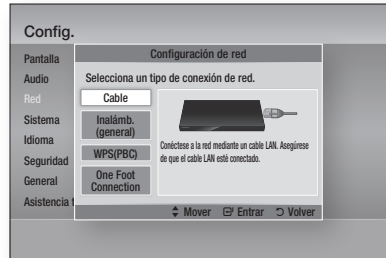 Config.
Configuración de red
Pantalla
Audio
Red
Sistema
Idioma
Seguridad
General
Asistencia
Selecciona un tipo de conexión de red.
Cable
Inalámb.
(general)
WPS(PBC)
One Foot
Connection
Conéctese a la red mediante un cable LAN. Asegúrese
de que el cable LAN esté conectado.
Mover Entrar Volver